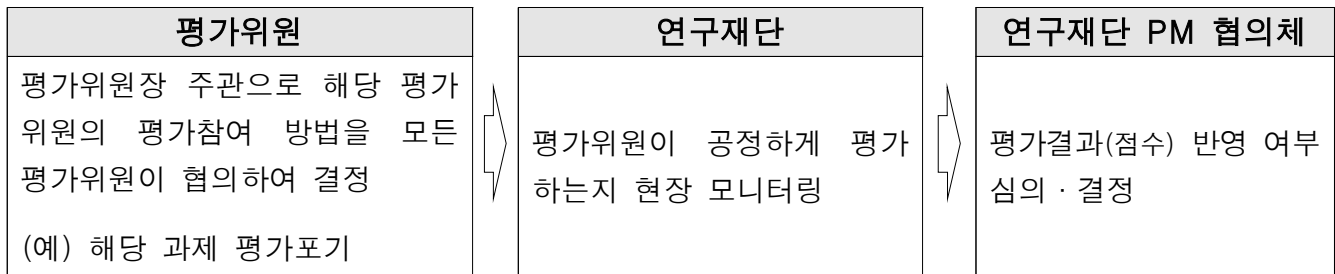 평가위원
평가위원장 주관으로 해당 평가
위원의 평가참여 방법을 모든
평가위원이 협의하여 결정
(예) 해당 과제 평가포기
연구재단
평가위원이 공정하게 평가
하는지 현장 모니터링
연구재단 PM 협의체
평가결과(점수) 반영 여부
심의 · 결정